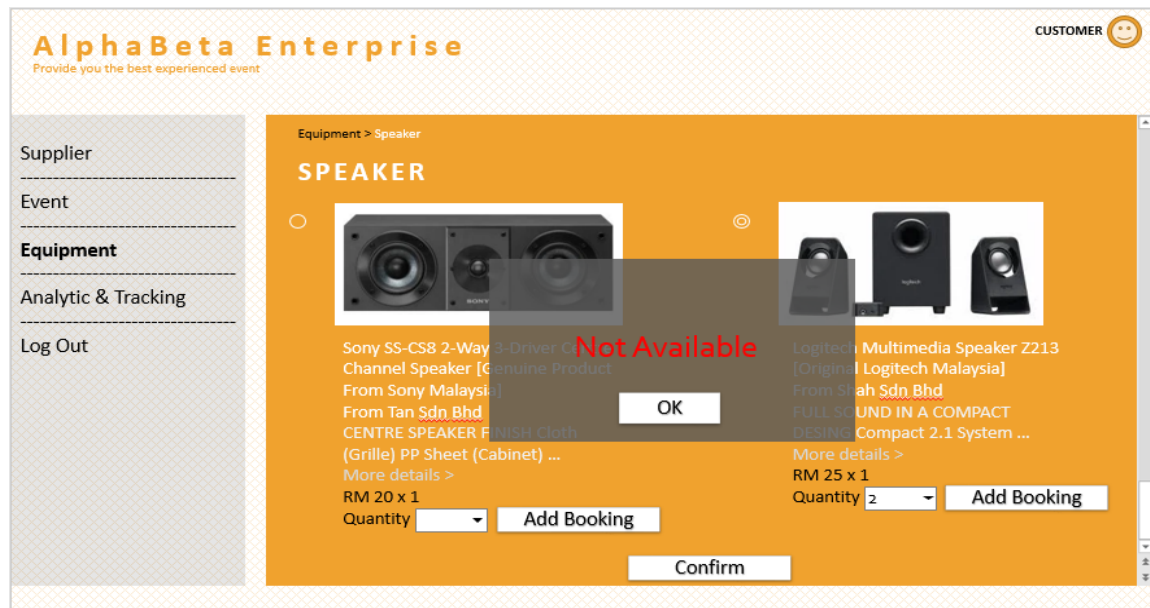 AlphaBeta Enterprise
Provide you the best experienced event
CUSTOMER
Supplier
Event
Equipment
Analytic & Tracking
Log Out
Equipment > Speaker
SPEAKER
SONY
Sony SS-CS8 2-Way 3-Driver
Channel Speaker [Genuine Product
From Sony Malaysia]
From Tan Sdn Bhd
CENTRE SPEAKER FINISH Cloth
(Grille) PP Sheet (Cabinet) ...
More details >
RM 20 x 1
Quantity
Add Booking
Not Available
OK
logitech
Logitech Multimedia Speaker Z213
[Original Logitech Malaysia]
From Shah Sdn Bhd
FULL SOUND IN A COMPACT
DESING Compact 2.1 System ...
More details >
RM 25 x 1
Quantity 2
Add Booking
Confirm